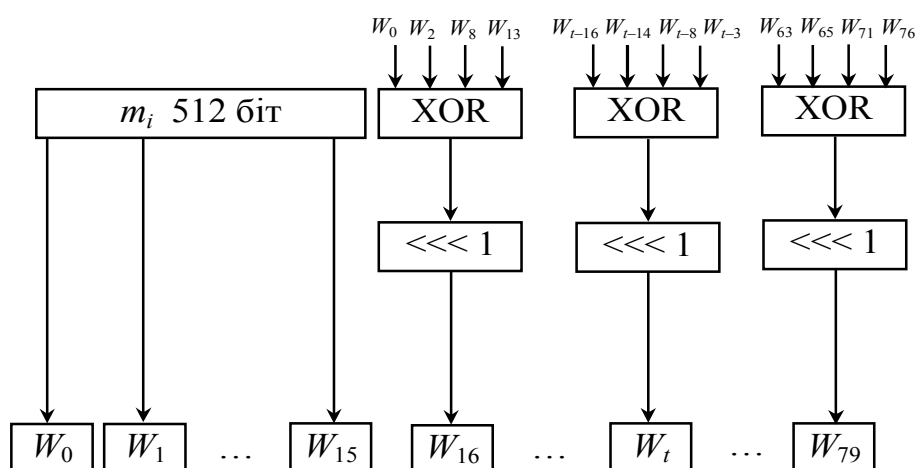 W₀ W₂ W₈ W₁₃ Wₜ₋₁₆ Wₜ₋₁₄ Wₜ₋₈ Wₜ₋₃ W₆₃ W₆₅ W₇₁ W₇₆
mᵢ 512 біт XOR XOR XOR
<<< 1 <<< 1 <<< 1
W₀ W₁ … W₁₅ W₁₆ … Wₜ … W₇₉